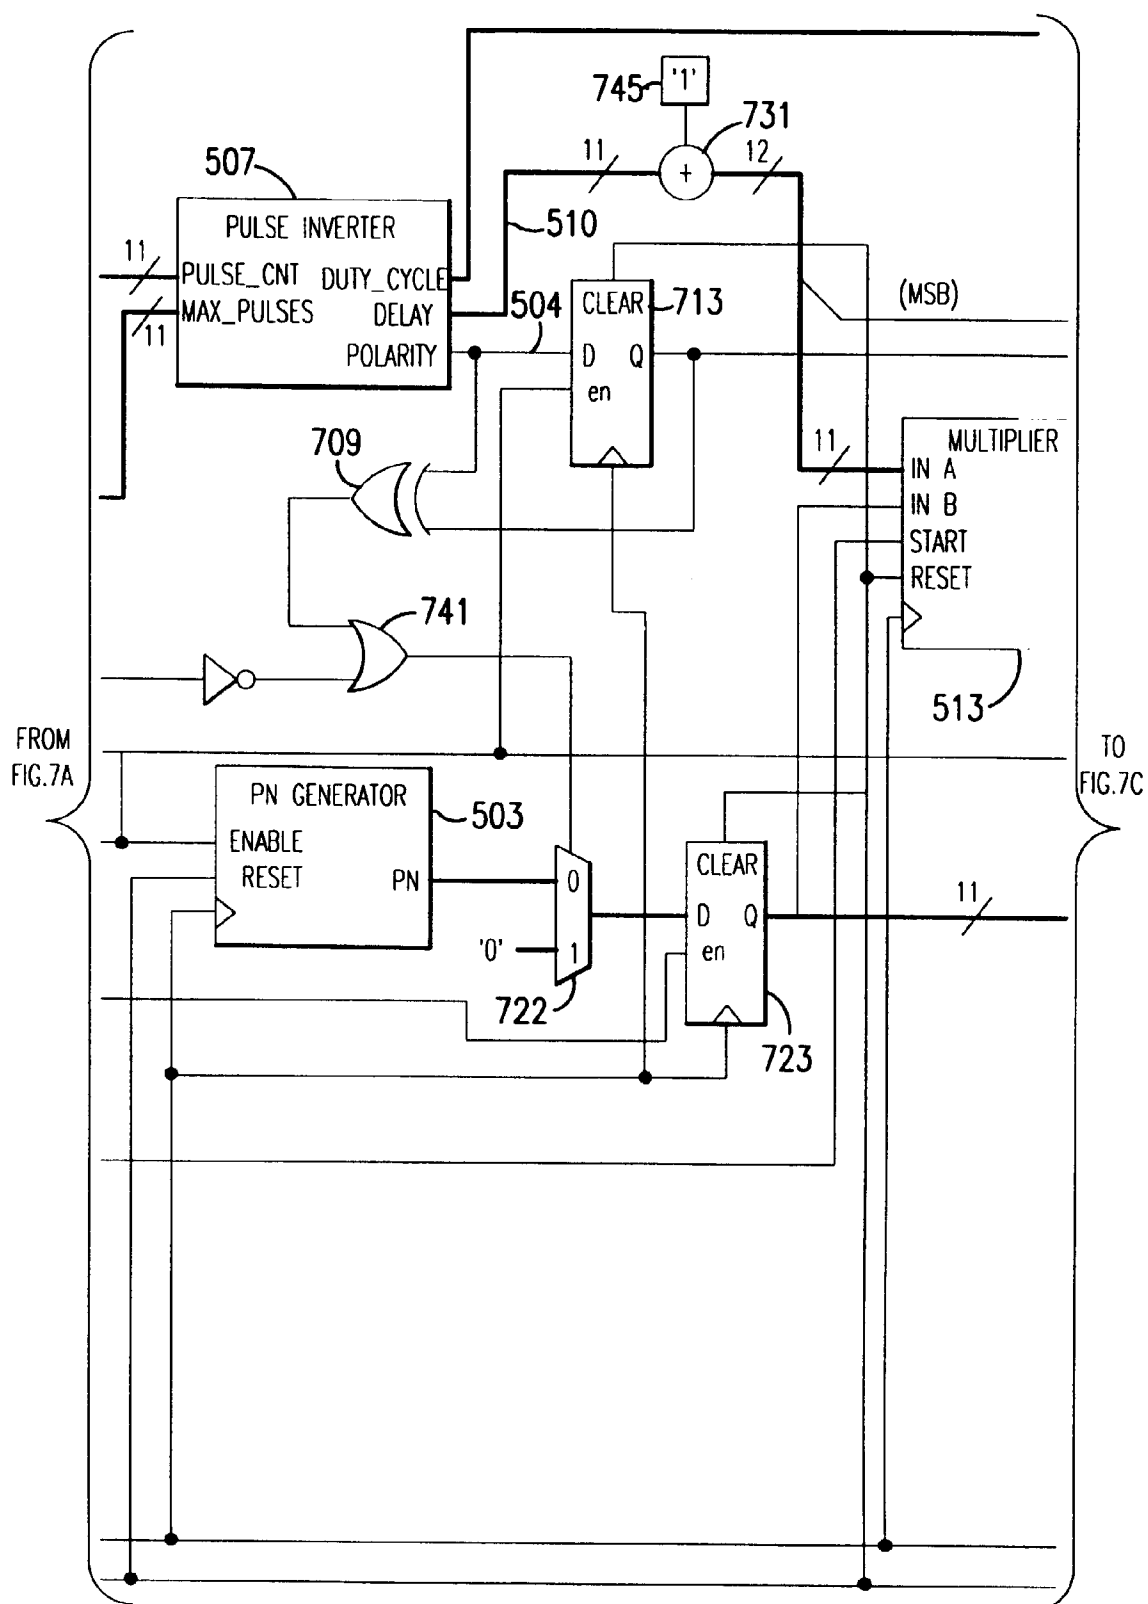 745
'1'
731
507
11
+
12
PULSE INVERTER
510
11
PULSE_CNT
DUTY_CYCLE
504
CLEAR
713
(MSB)
MAX_PULSES
DELAY
11
POLARITY
D
Q
en
709
11
MULTIPLIER
IN A
IN B
START
RESET
741
513
FROM
FIG.7A
TO
FIG.7C
PN GENERATOR
503
ENABLE
RESET
PN
0
CLEAR
11
D
Q
'0'
1
en
722
723